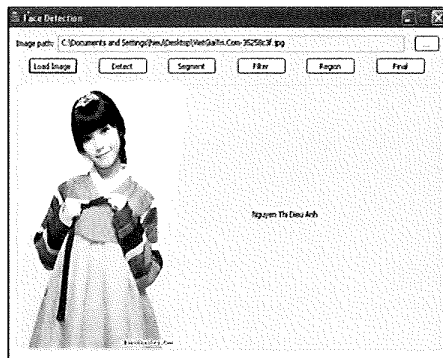 Face Detection
Image path: C:\Documents and Settings\hieu\Desktop\VietGiaiTri.Com-35258c3f.jpg
...
Load Image Detect Segment Filter Region Final
Nguyen Thi Dieu Anh